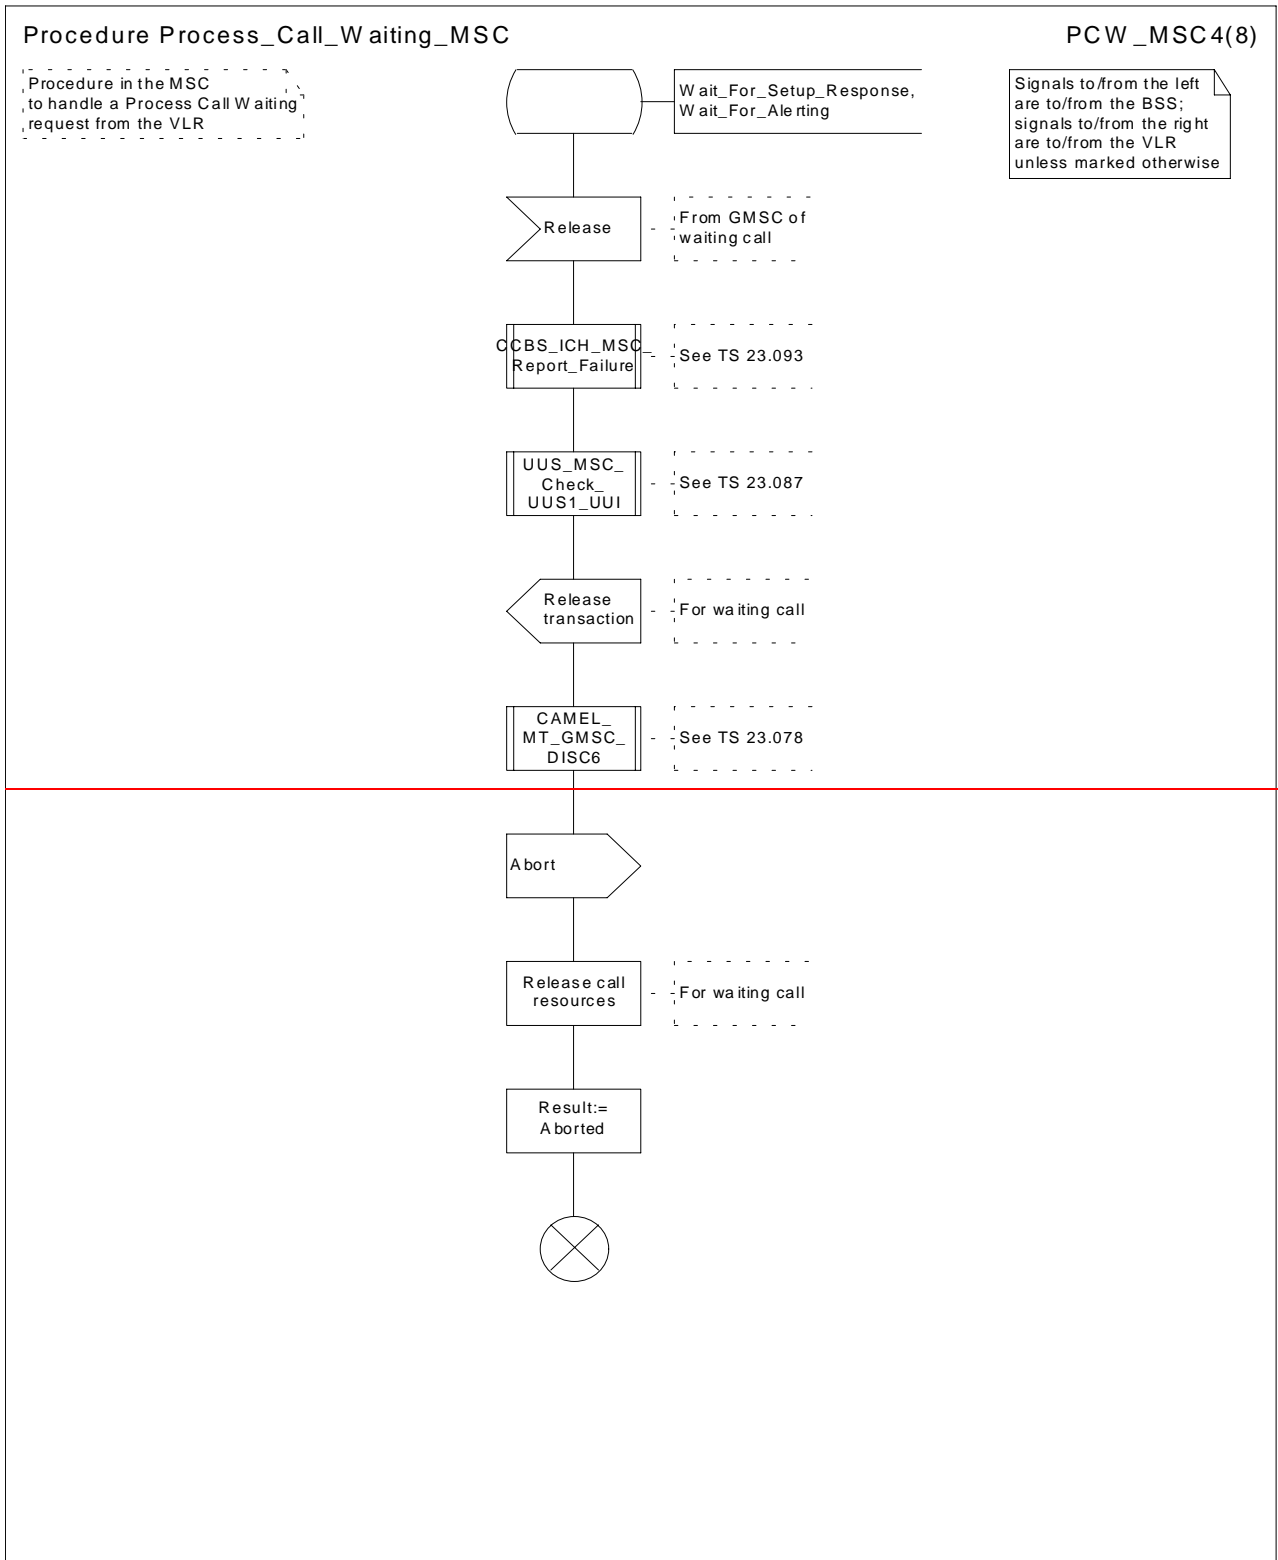 Procedure Process_Call_Waiting_MSC
PCW_MSC4(8)
Procedure in the MSC
to handle a Process Call Waiting
request from the VLR
Wait_For_Setup_Response,
Wait_For_Alerting
Signals to/from the left
are to/from the BSS;
signals to/from the right
are to/from the VLR
unless marked otherwise
Release
From GMSC of
waiting call
CCBS_ICH_MSC_
Report_Failure
See TS 23.093
UUS_MSC_
Check_
UUS1_UUI
See TS 23.087
Release
transaction
For waiting call
CAMEL_
MT_GMSC_
DISC6
See TS 23.078
Abort
Release call
resources
For waiting call
Result:=
Aborted